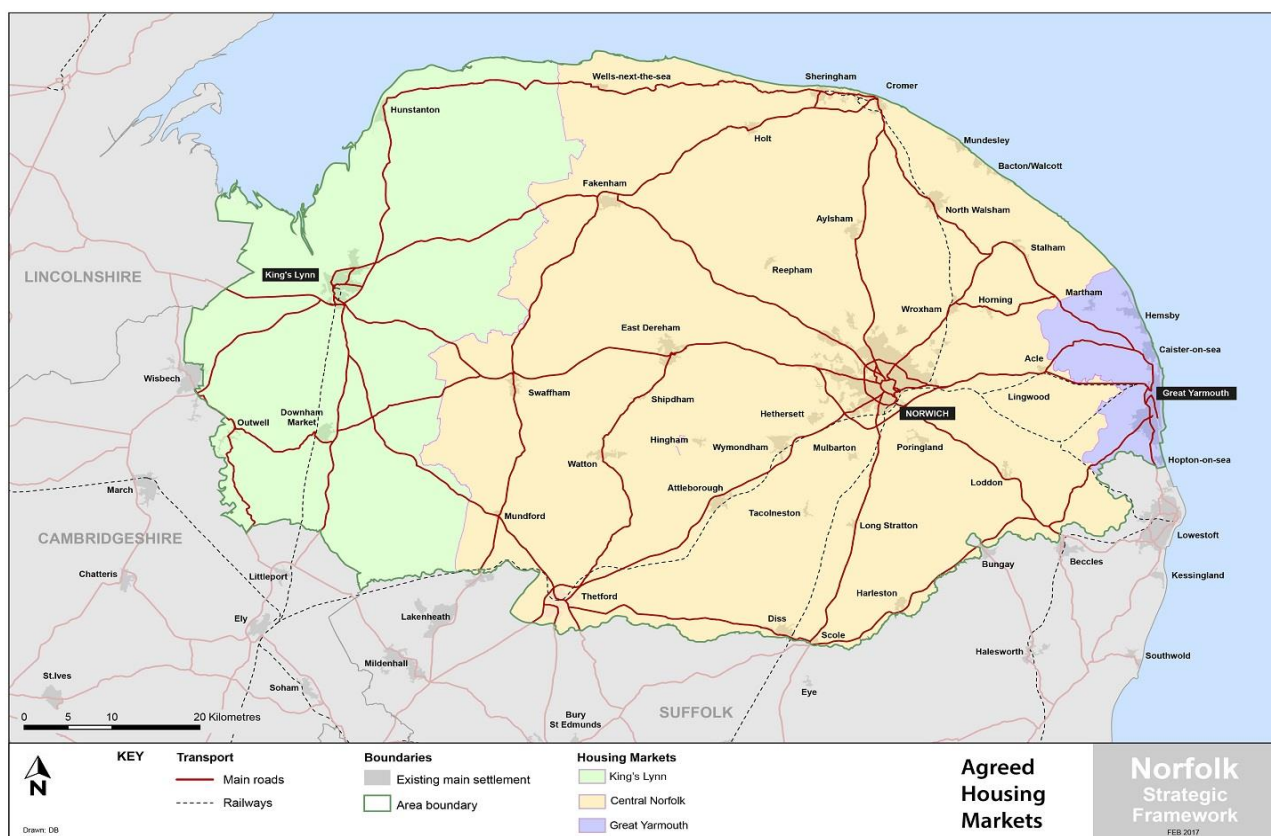 Wells-next-the-sea
Sheringham
Cromer
Hunstanton
Holt
Mundesley
Bacton/Walcott
Fakenham
North Walsham
Aylsham
Stalham
LINCOLNSHIRE
King's Lynn
Reepham
Martham
Wroxham
Horning
Hemsby
East Dereham
Caister-on-sea
Acle
Wisbech
Swaffham
Great Yarmouth
Shipdham
Lingwood
Hethersett
NORWICH
Outwell
Downham
Market
Hingham
Wymondham
Mulbarton
Poringland
Watton
Hopton-on-sea
March
Attleborough
Loddon
Mundford
Tacolneston
Long Stratton
CAMBRIDGESHIRE
Lowestoft
Chatteris
Littleport
Bungay
Beccles
Kessingland
Thetford
Harleston
Lakenheath
Ely
Diss
Scole
Mildenhall
Halesworth
Southwold
St.Ives
Soham
Eye
SUFFOLK
Bury
St Edmunds
0 5 10 20 Kilometres
KEY
Transport
Main roads
Railways
Boundaries
Existing main settlement
Area boundary
Housing Markets
King's Lynn
Central Norfolk
Great Yarmouth
Agreed
Housing
Markets
Norfolk
Strategic
Framework
FEB 2017
N
Drawn: DB